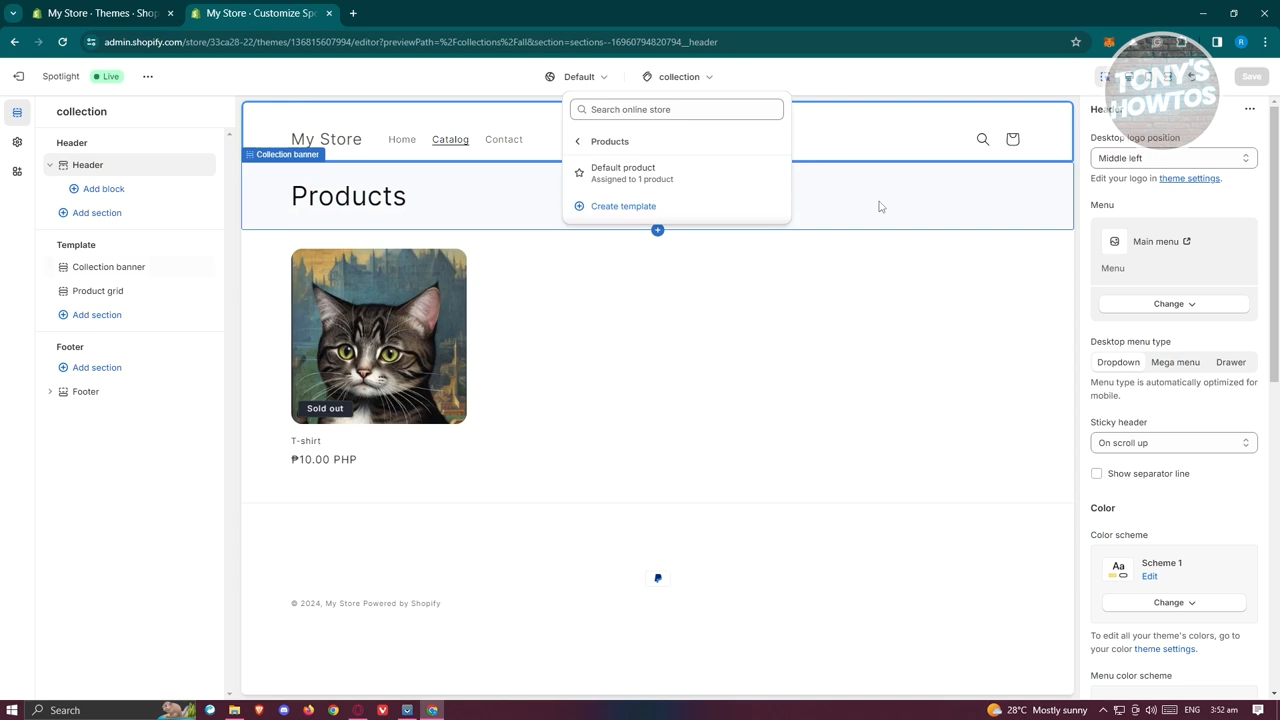 My Store · Themes · Shop
My Store · Customize Spo
admin.shopify.com/store/33ca28-22/themes/136815607994/editor?previewPath=%2Fcollections%2Fall&section=sections--16960794820794__header
Spotlight
Live
Default
collection
Save
TONY'S
HOWTOS
collection
Header
Header
Add block
Add section
Template
Collection banner
Product grid
Add section
Footer
Add section
Footer
My Store
Home
Catalog
Contact
Collection banner
Products
Search online store
Products
Default product
Assigned to 1 product
Create template
Sold out
T-shirt
₱10.00 PHP
© 2024, My Store Powered by Shopify
Header
Desktop logo position
Middle left
Edit your logo in theme settings.
Menu
Main menu
Menu
Change
Desktop menu type
Dropdown
Mega menu
Drawer
Menu type is automatically optimized for
mobile.
Sticky header
On scroll up
Show separator line
Color
Color scheme
Aa
Scheme 1
Edit
Change
To edit all your theme's colors, go to
your color theme settings.
Menu color scheme
Search
28°C Mostly sunny
ENG
3:52 am